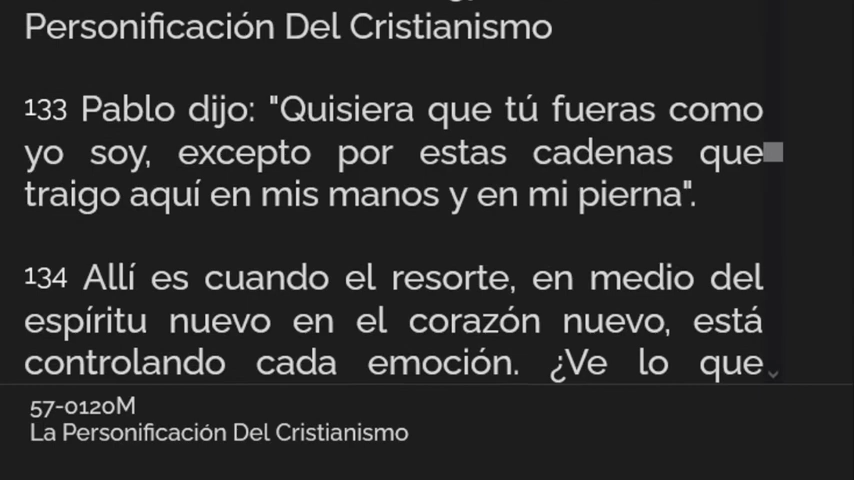 Personificación Del Cristianismo
133 Pablo dijo: "Quisiera que tú fueras como
yo soy, excepto por estas cadenas que
traigo aquí en mis manos y en mi pierna".
134 Allí es cuando el resorte, en medio del
espíritu nuevo en el corazón nuevo, está
controlando cada emoción. ¿Ve lo que
57-0120M
La Personificación Del Cristianismo